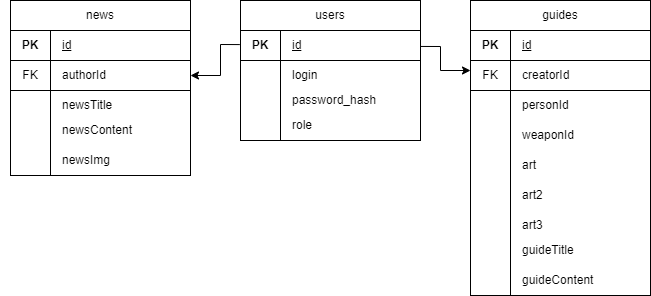 news
PK id
FK authorId
newsTitle
newsContent
newsImg
users
PK id
login
password_hash
role
guides
PK id
FK creatorId
personId
weaponId
art
art2
art3
guideTitle
guideContent